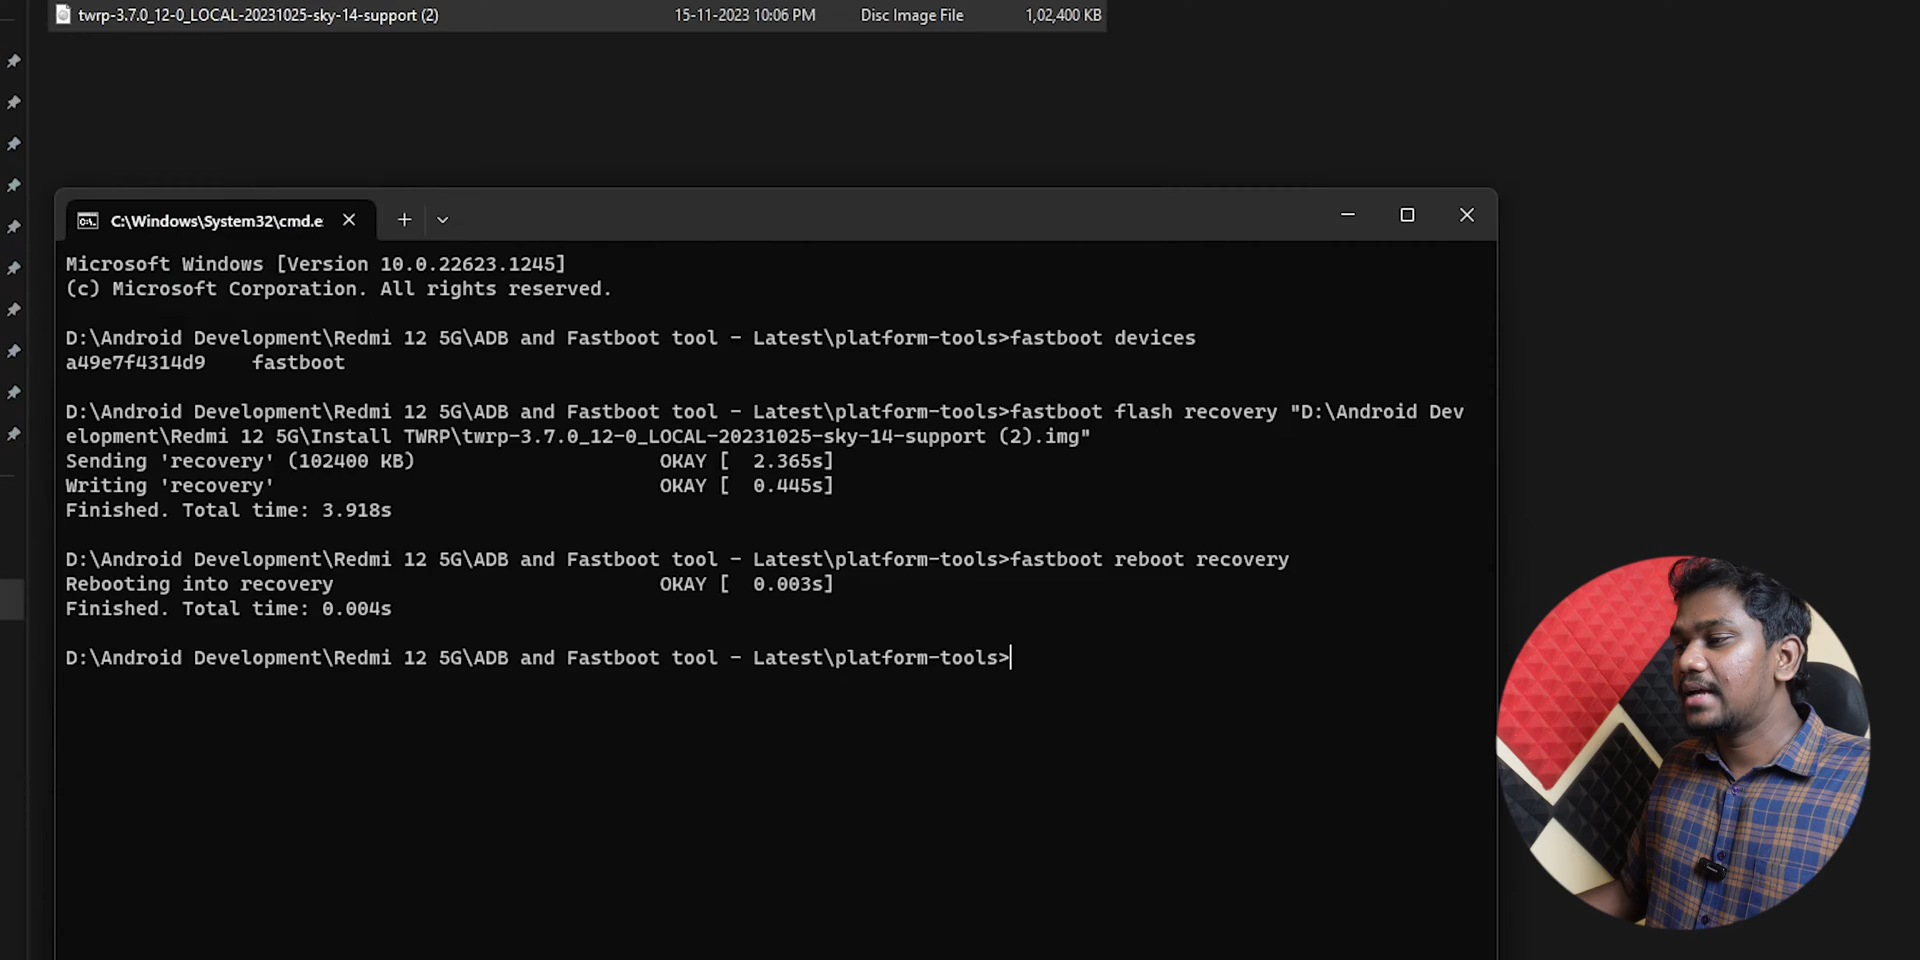 twrp-3.7.0_12-0_LOCAL-20231025-sky-14-support (2) 15-11-2023 10:06 PM Disc Image File 1,02,400 KB
C:\Windows\System32\cmd.e
Microsoft Windows [Version 10.0.22623.1245]
(c) Microsoft Corporation. All rights reserved.
D:\Android Development\Redmi 12 5G\ADB and Fastboot tool - Latest\platform-tools>fastboot devices
a49e7f4314d9 fastboot
D:\Android Development\Redmi 12 5G\ADB and Fastboot tool - Latest\platform-tools>fastboot flash recovery "D:\Android Dev
elopment\Redmi 12 5G\Install TWRP\twrp-3.7.0_12-0_LOCAL-20231025-sky-14-support (2).img"
Sending 'recovery' (102400 KB) OKAY [ 2.365s]
Writing 'recovery' OKAY [ 0.445s]
Finished. Total time: 3.918s
D:\Android Development\Redmi 12 5G\ADB and Fastboot tool - Latest\platform-tools>fastboot reboot recovery
Rebooting into recovery OKAY [ 0.003s]
Finished. Total time: 0.004s
D:\Android Development\Redmi 12 5G\ADB and Fastboot tool - Latest\platform-tools>